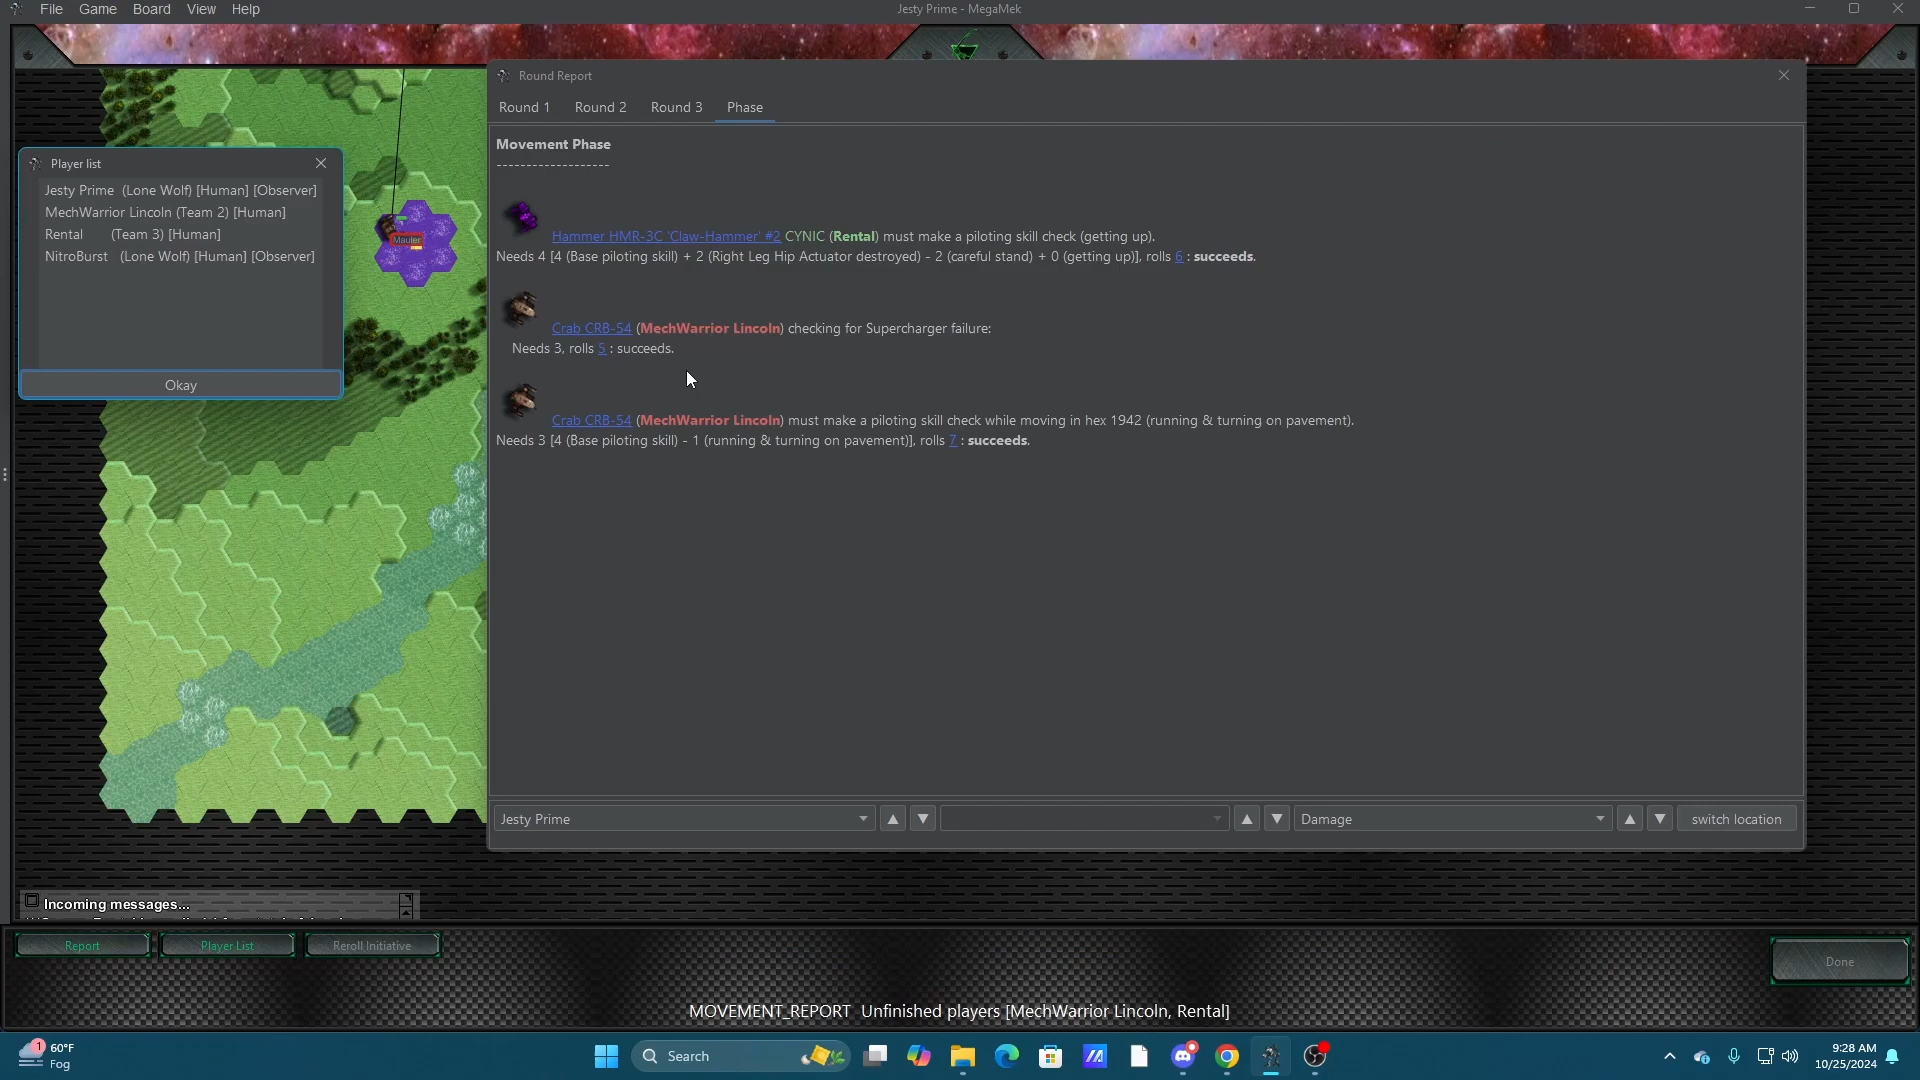 File Game Board View Help
Jesty Prime - MegaMek
Round Report
Round 1 Round 2 Round 3 Phase
Movement Phase
-------------------
Hammer HMR-3C 'Claw-Hammer' #2 CYNIC (Rental) must make a piloting skill check (getting up).
Needs 4 [4 (Base piloting skill) + 2 (Right Leg Hip Actuator destroyed) - 2 (careful stand) + 0 (getting up)], rolls 6 : succeeds.
Crab CRB-54 (MechWarrior Lincoln) checking for Supercharger failure:
Needs 3, rolls 5 : succeeds.
Crab CRB-54 (MechWarrior Lincoln) must make a piloting skill check while moving in hex 1942 (running & turning on pavement).
Needs 3 [4 (Base piloting skill) - 1 (running & turning on pavement)], rolls 7 : succeeds.
Player list
Jesty Prime (Lone Wolf) [Human] [Observer]
MechWarrior Lincoln (Team 2) [Human]
Rental (Team 3) [Human]
NitroBurst (Lone Wolf) [Human] [Observer]
Okay
Mauler
Jesty Prime Damage switch location
Incoming messages...
Report Player List Reroll Initiative
Done
MOVEMENT_REPORT Unfinished players [MechWarrior Lincoln, Rental]
1
60°F
Fog
Search
9:28 AM
10/25/2024